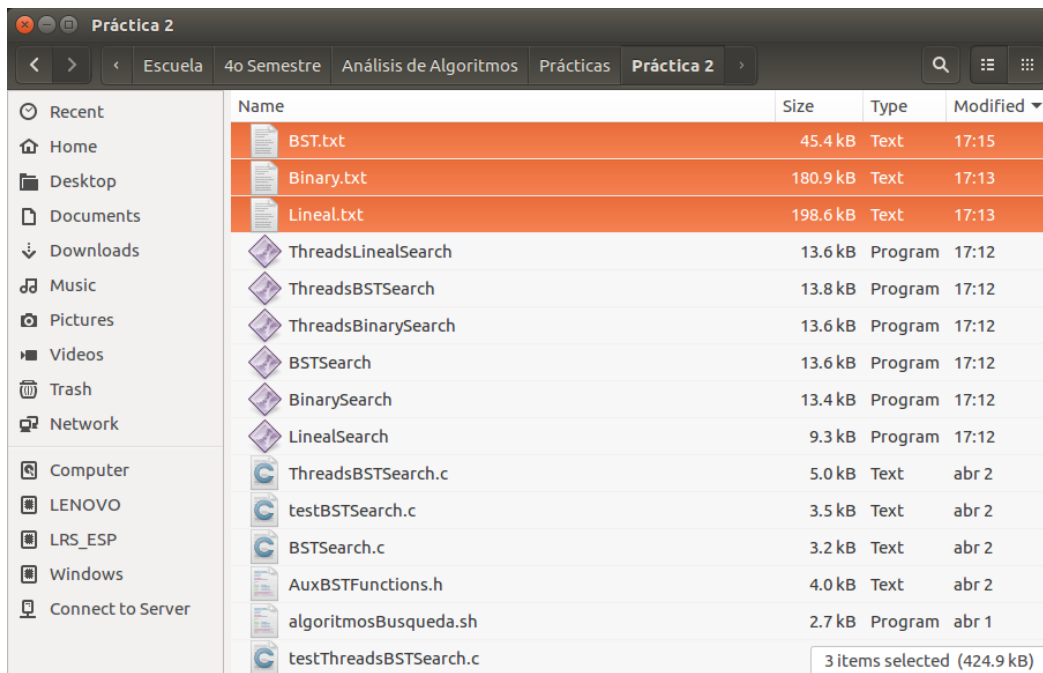 Práctica 2
Escuela 4o Semestre Análisis de Algoritmos Prácticas Práctica 2
Recent
Home
Desktop
Documents
Downloads
Music
Pictures
Videos
Trash
Network
Computer
LENOVO
LRS_ESP
Windows
Connect to Server
Name Size Type Modified
BST.txt 45.4 kB Text 17:15
Binary.txt 180.9 kB Text 17:13
Lineal.txt 198.6 kB Text 17:13
ThreadsLinealSearch 13.6 kB Program 17:12
ThreadsBSTSearch 13.8 kB Program 17:12
ThreadsBinarySearch 13.6 kB Program 17:12
BSTSearch 13.6 kB Program 17:12
BinarySearch 13.4 kB Program 17:12
LinealSearch 9.3 kB Program 17:12
ThreadsBSTSearch.c 5.0 kB Text abr 2
testBSTSearch.c 3.5 kB Text abr 2
BSTSearch.c 3.2 kB Text abr 2
AuxBSTFunctions.h 4.0 kB Text abr 2
algoritmosBusqueda.sh 2.7 kB Program abr 1
testThreadsBSTSearch.c
3 items selected (424.9 kB)